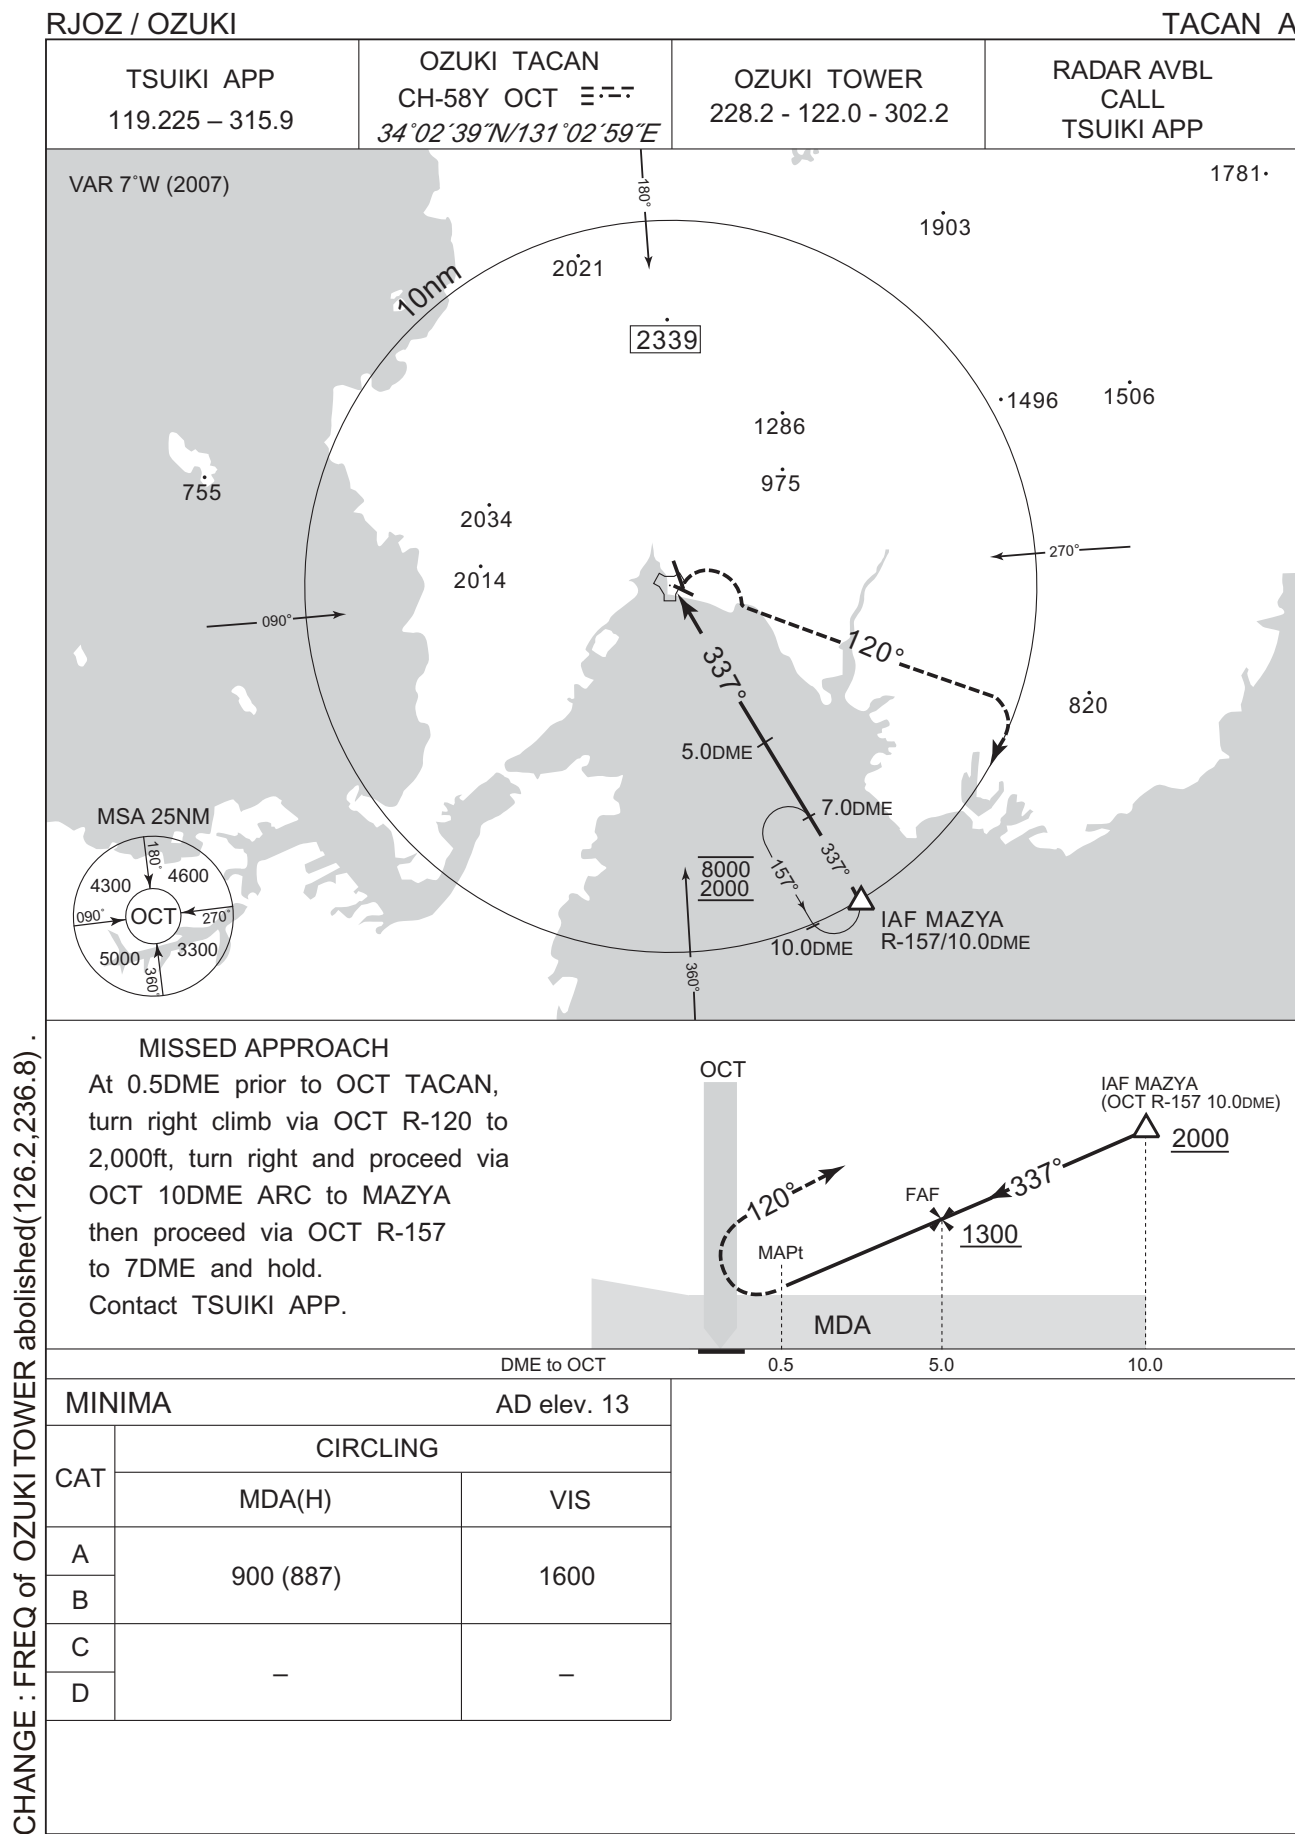 RJOZ / OZUKI
TACAN A
TSUIKI APP
119.225 – 315.9
OZUKI TACAN
CH-58Y OCT
34°02´39˝N/131°02´59˝E
OZUKI TOWER
228.2 - 122.0 - 302.2
RADAR AVBL
CALL
TSUIKI APP
VAR 7°W (2007)
180°
1781
1903
2021
10nm
2339
1496
1506
1286
975
755
2034
2014
270°
090°
120°
337°
820
5.0DME
7.0DME
337°
157°
8000
2000
IAF MAZYA
R-157/10.0DME
10.0DME
360°
MSA 25NM
180°
4300
4600
090°
OCT
270°
5000
3300
360°
MISSED APPROACH
At 0.5DME prior to OCT TACAN,
turn right climb via OCT R-120 to
2,000ft, turn right and proceed via
OCT 10DME ARC to MAZYA
then proceed via OCT R-157
to 7DME and hold.
Contact TSUIKI APP.
OCT
IAF MAZYA
(OCT R-157 10.0DME)
2000
337°
120°
FAF
1300
MAPt
MDA
DME to OCT
0.5
5.0
10.0
MINIMA
AD elev. 13
CAT
CIRCLING
MDA(H)
VIS
A
B
900 (887)
1600
C
D
–
–
CHANGE : FREQ of OZUKI TOWER abolished(126.2,236.8) .